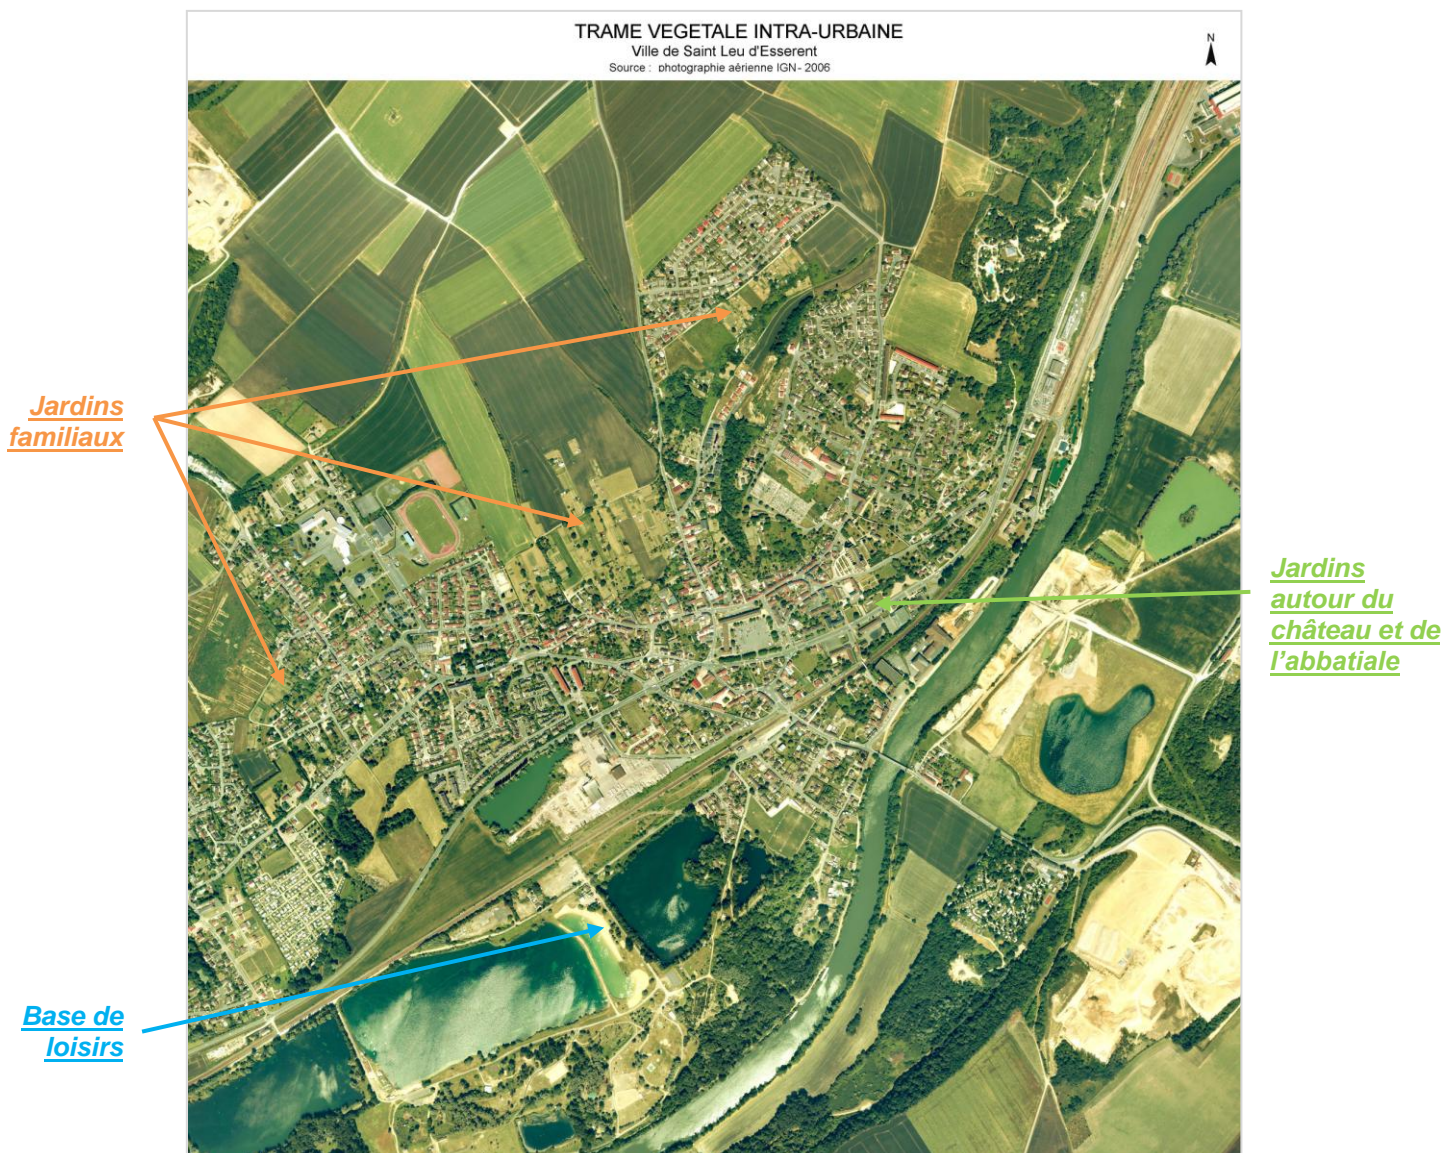 TRAME VEGETALE INTRA-URBAINE
Ville de Saint Leu d'Esserent
Source : photographie aérienne IGN - 2006
N
Jardins
familiaux
Jardins
autour du
château et de
l'abbatiale
Base de
loisirs